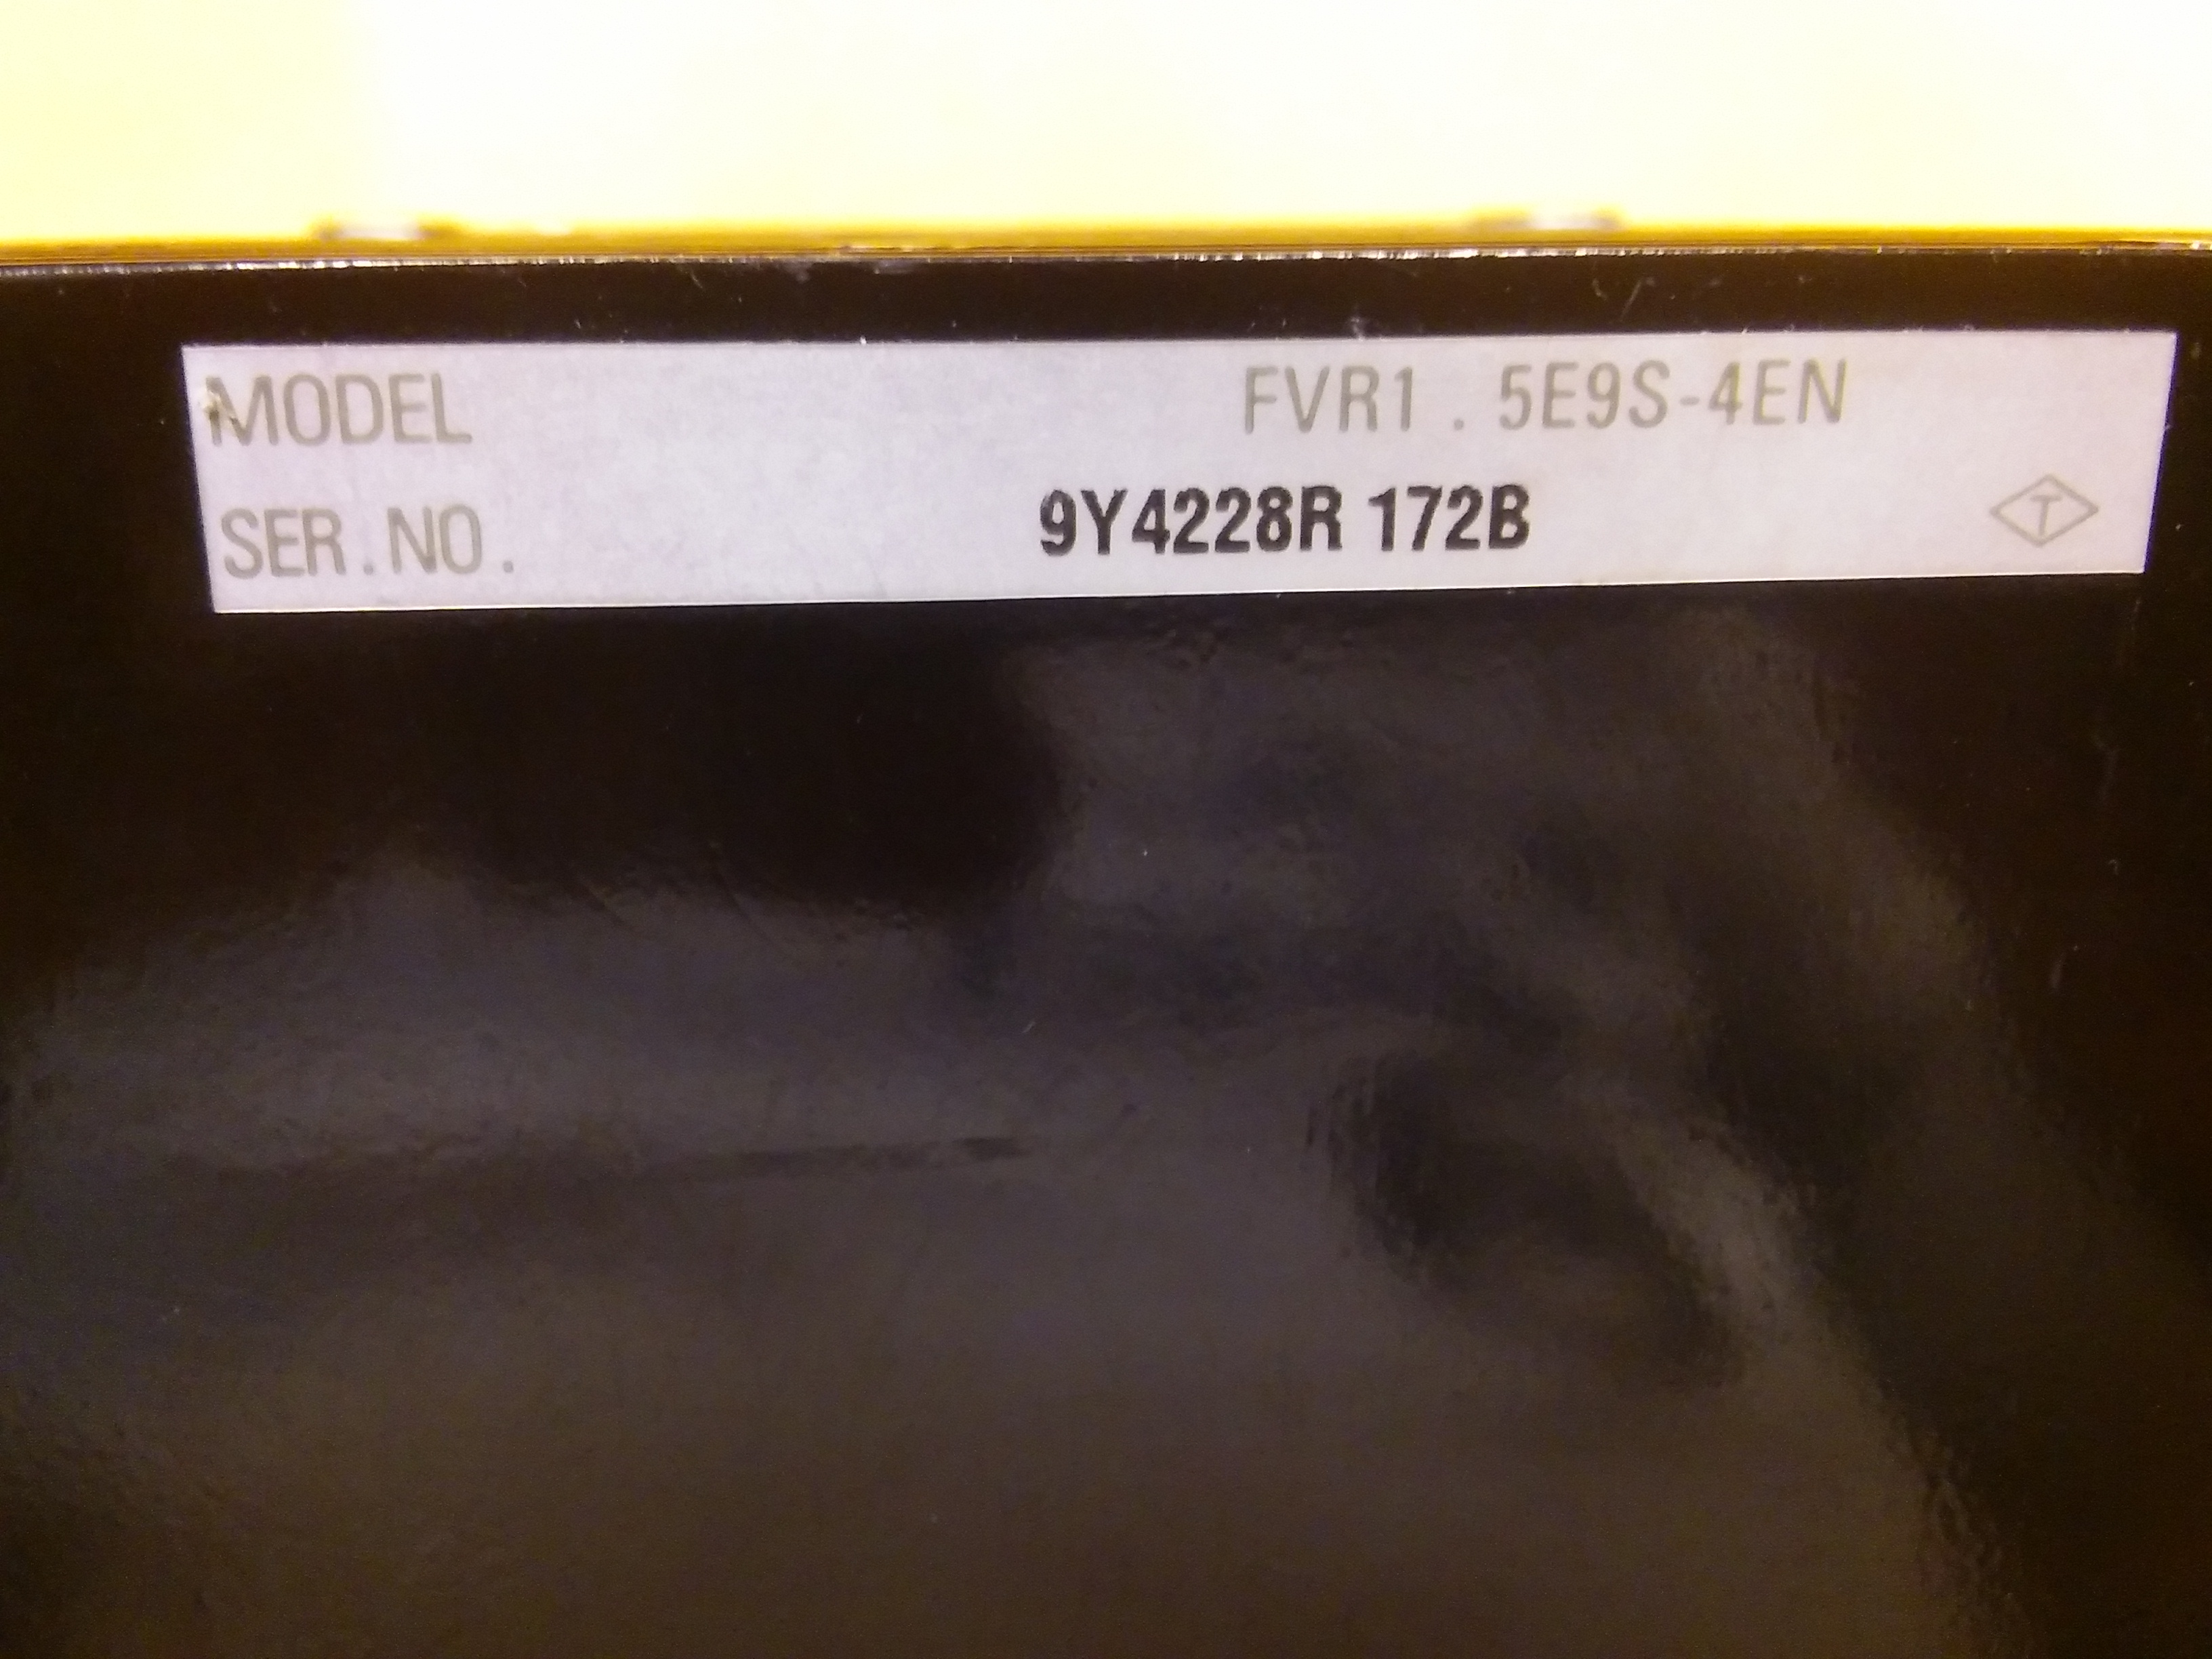 MODEL FVR1.5E9S-4EN
SER.NO. 9Y4228R 172B
T